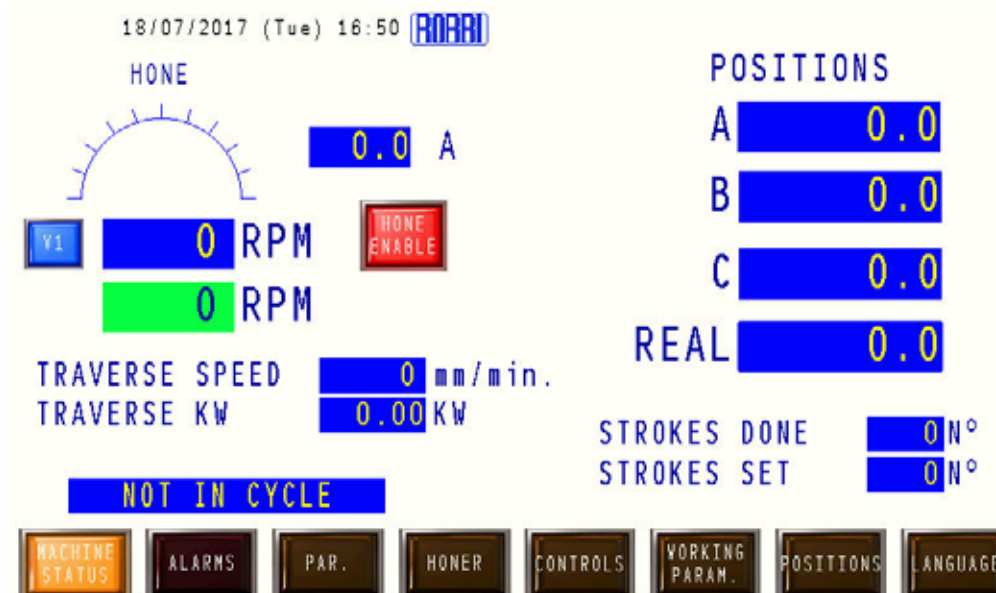 18/07/2017 (Tue) 16:50
HONE
0.0 A
V1
0 RPM
HONE
ENABLE
0 RPM
TRAVERSE SPEED 0 mm/min.
TRAVERSE KW 0.00 KW
NOT IN CYCLE
POSITIONS
A 0.0
B 0.0
C 0.0
REAL 0.0
STROKES DONE 0 N°
STROKES SET 0 N°
MACHINE
STATUS
ALARMS
PAR.
HONER
CONTROLS
WORKING
PARAM.
POSITIONS
LANGUAGE